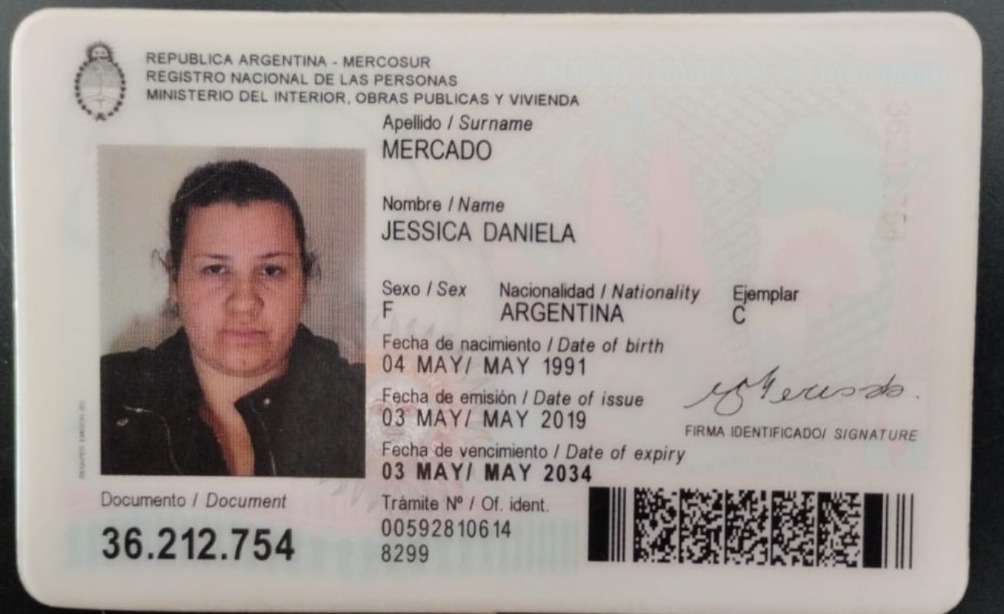 REPUBLICA ARGENTINA - MERCOSUR
REGISTRO NACIONAL DE LAS PERSONAS
MINISTERIO DEL INTERIOR, OBRAS PUBLICAS Y VIVIENDA
Apellido / Surname
MERCADO
Nombre / Name
JESSICA DANIELA
Sexo / Sex Nacionalidad / Nationality Ejemplar
F ARGENTINA C
Fecha de nacimiento / Date of birth
04 MAY/ MAY 1991
Fecha de emisión / Date of issue
03 MAY/ MAY 2019
FIRMA IDENTIFICADO/ SIGNATURE
Fecha de vencimiento / Date of expiry
03 MAY/ MAY 2034
Documento / Document
36.212.754
Trámite Nº / Of. ident.
00592810614
8299